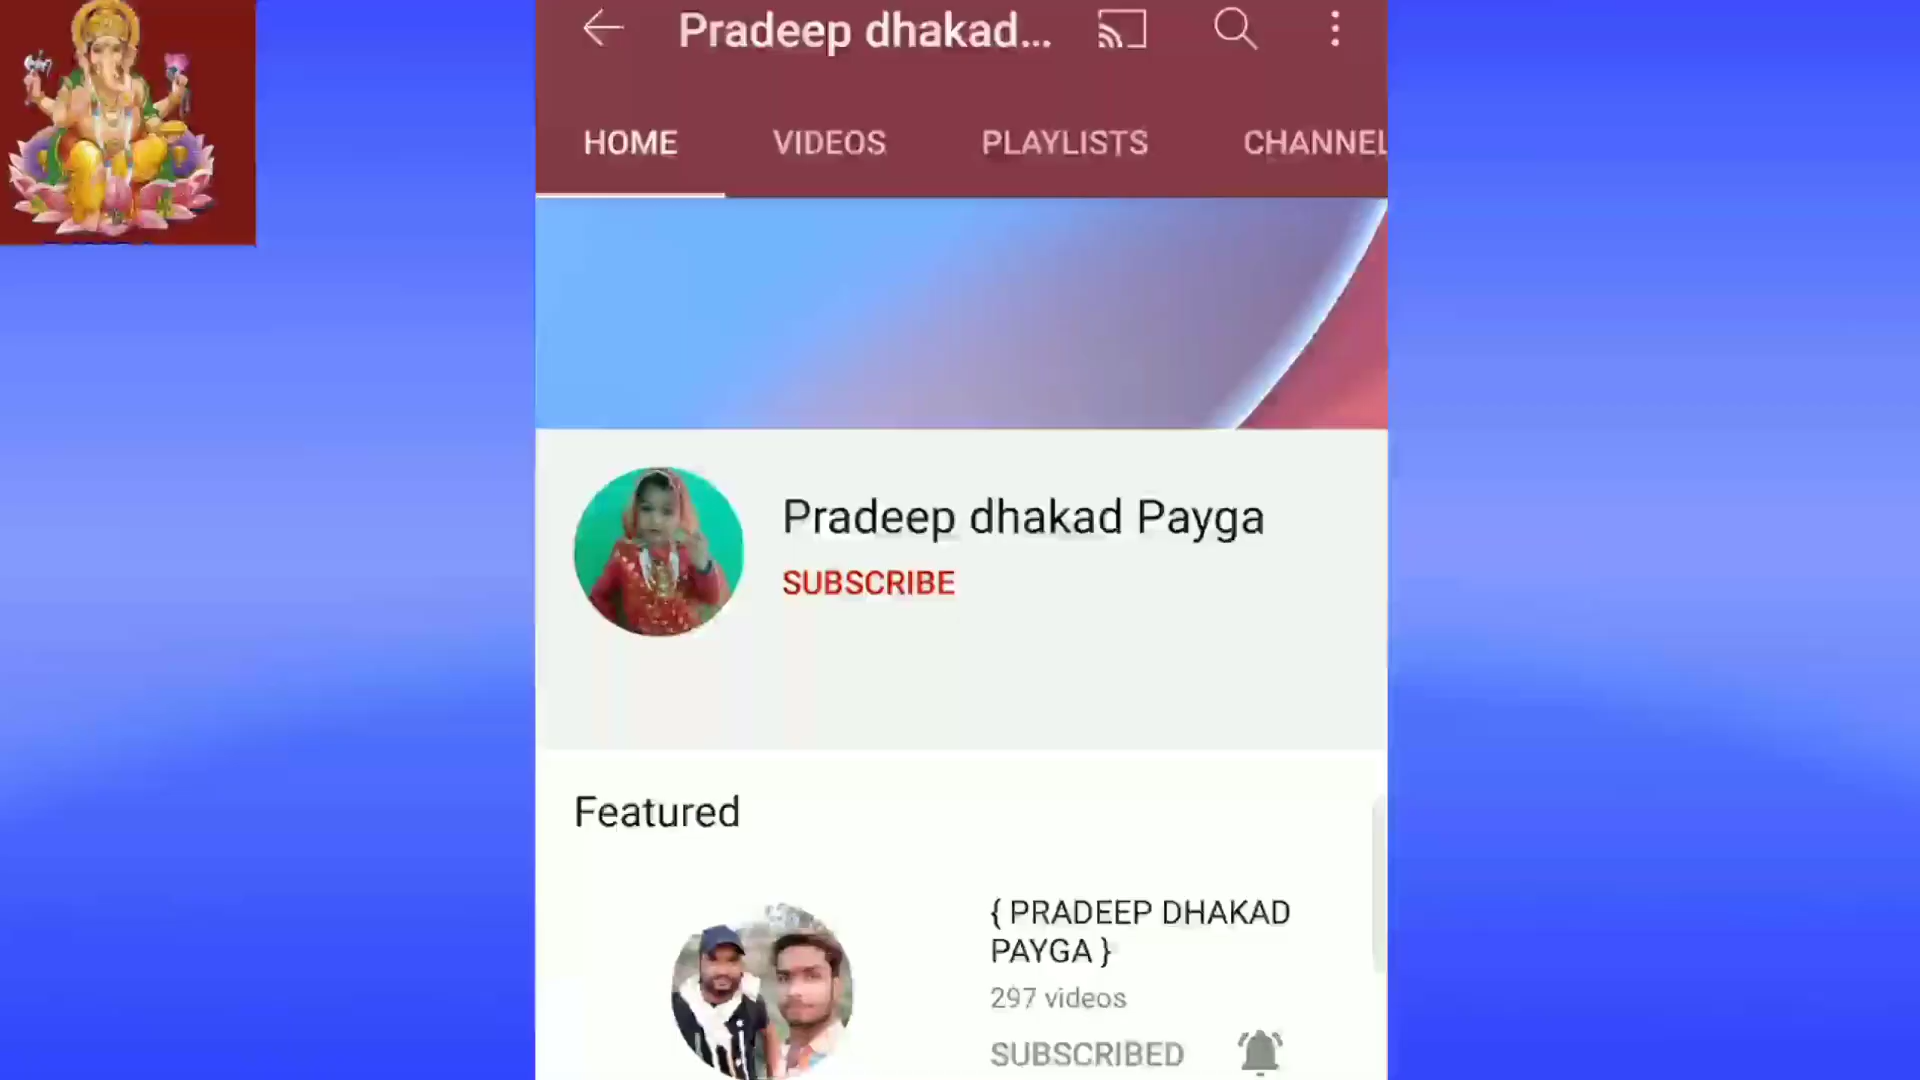 Pradeep dhakad...
HOME VIDEOS PLAYLISTS CHANNEL
Pradeep dhakad Payga
SUBSCRIBE
Featured
{ PRADEEP DHAKAD
PAYGA }
297 videos
SUBSCRIBED